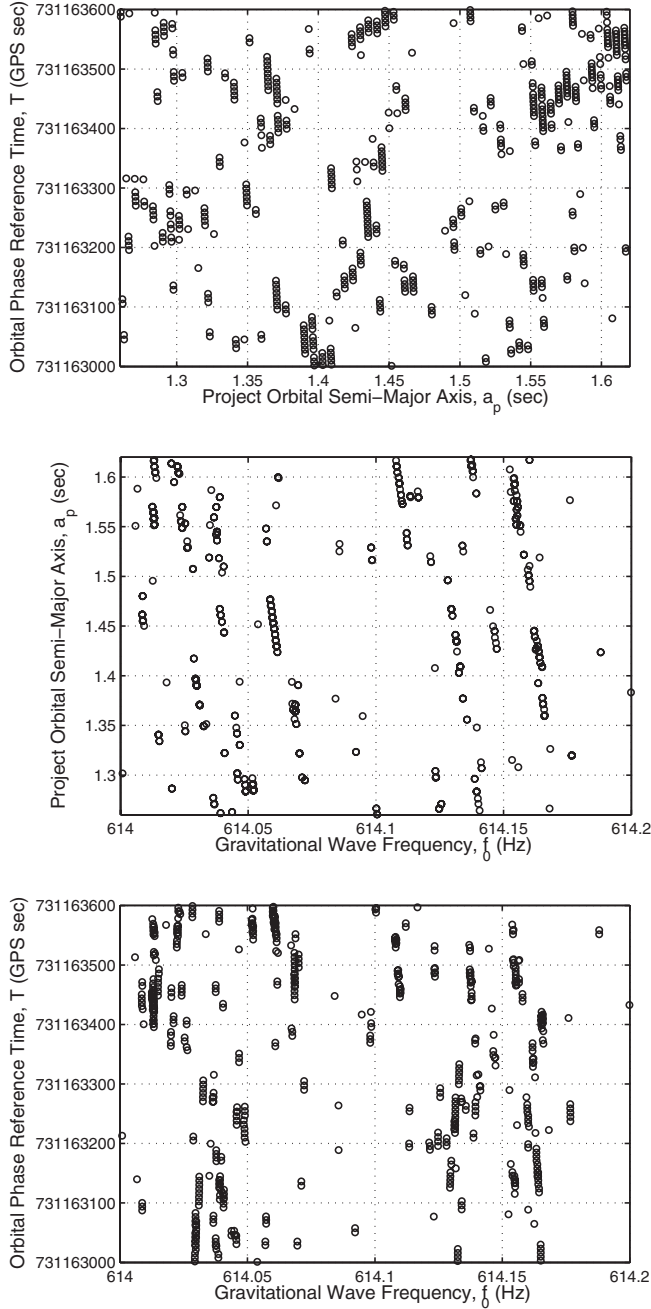 731163600
731163500
731163400
731163300
731163200
731163100
731163000
Orbital Phase Reference Time, T (GPS sec)
1.3 1.35 1.4 1.45 1.5 1.55 1.6
Project Orbital Semi−Major Axis, a_p (sec)
1.6
1.55
1.5
1.45
1.4
1.35
1.3
Project Orbital Semi−Major Axis, a_p (sec)
614 614.05 614.1 614.15 614.2
Gravitational Wave Frequency, f_0 (Hz)
731163600
731163500
731163400
731163300
731163200
731163100
731163000
Orbital Phase Reference Time, T (GPS sec)
614 614.05 614.1 614.15 614.2
Gravitational Wave Frequency, f_0 (Hz)